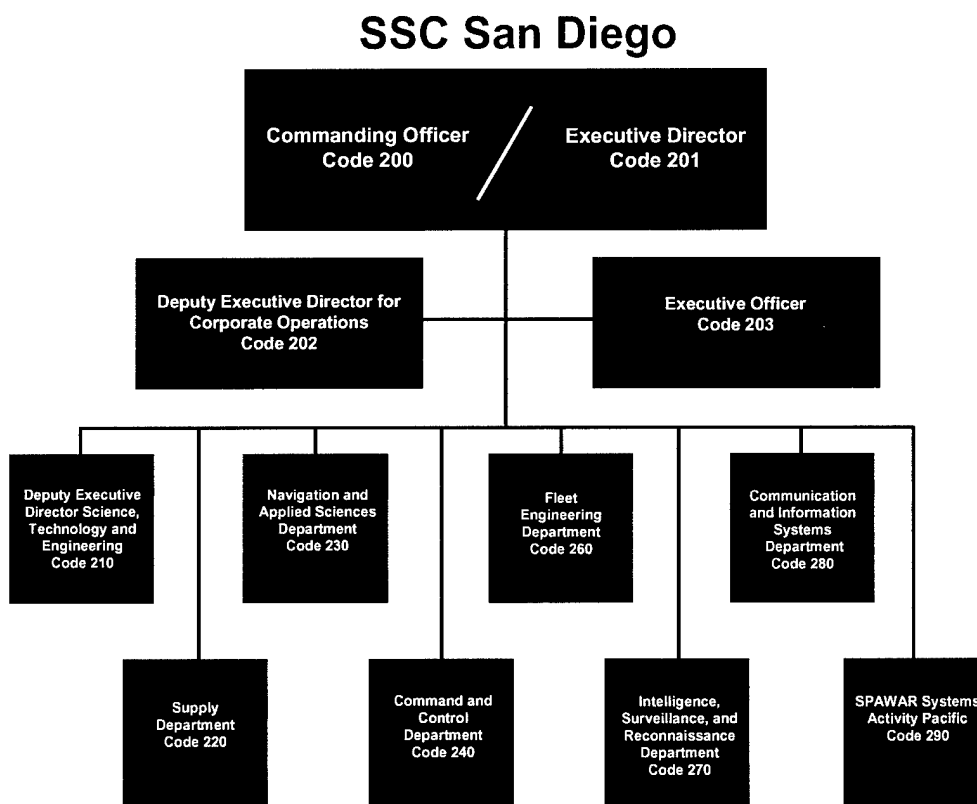 SSC San Diego
Commanding Officer
Code 200
Executive Director
Code 201
Deputy Executive Director for
Corporate Operations
Code 202
Executive Officer
Code 203
Deputy Executive
Director Science,
Technology and
Engineering
Code 210
Navigation and
Applied Sciences
Department
Code 230
Fleet
Engineering
Department
Code 260
Communication
and Information
Systems
Department
Code 280
Supply
Department
Code 220
Command and
Control
Department
Code 240
Intelligence,
Surveillance, and
Reconnaissance
Department
Code 270
SPAWAR Systems
Activity Pacific
Code 290